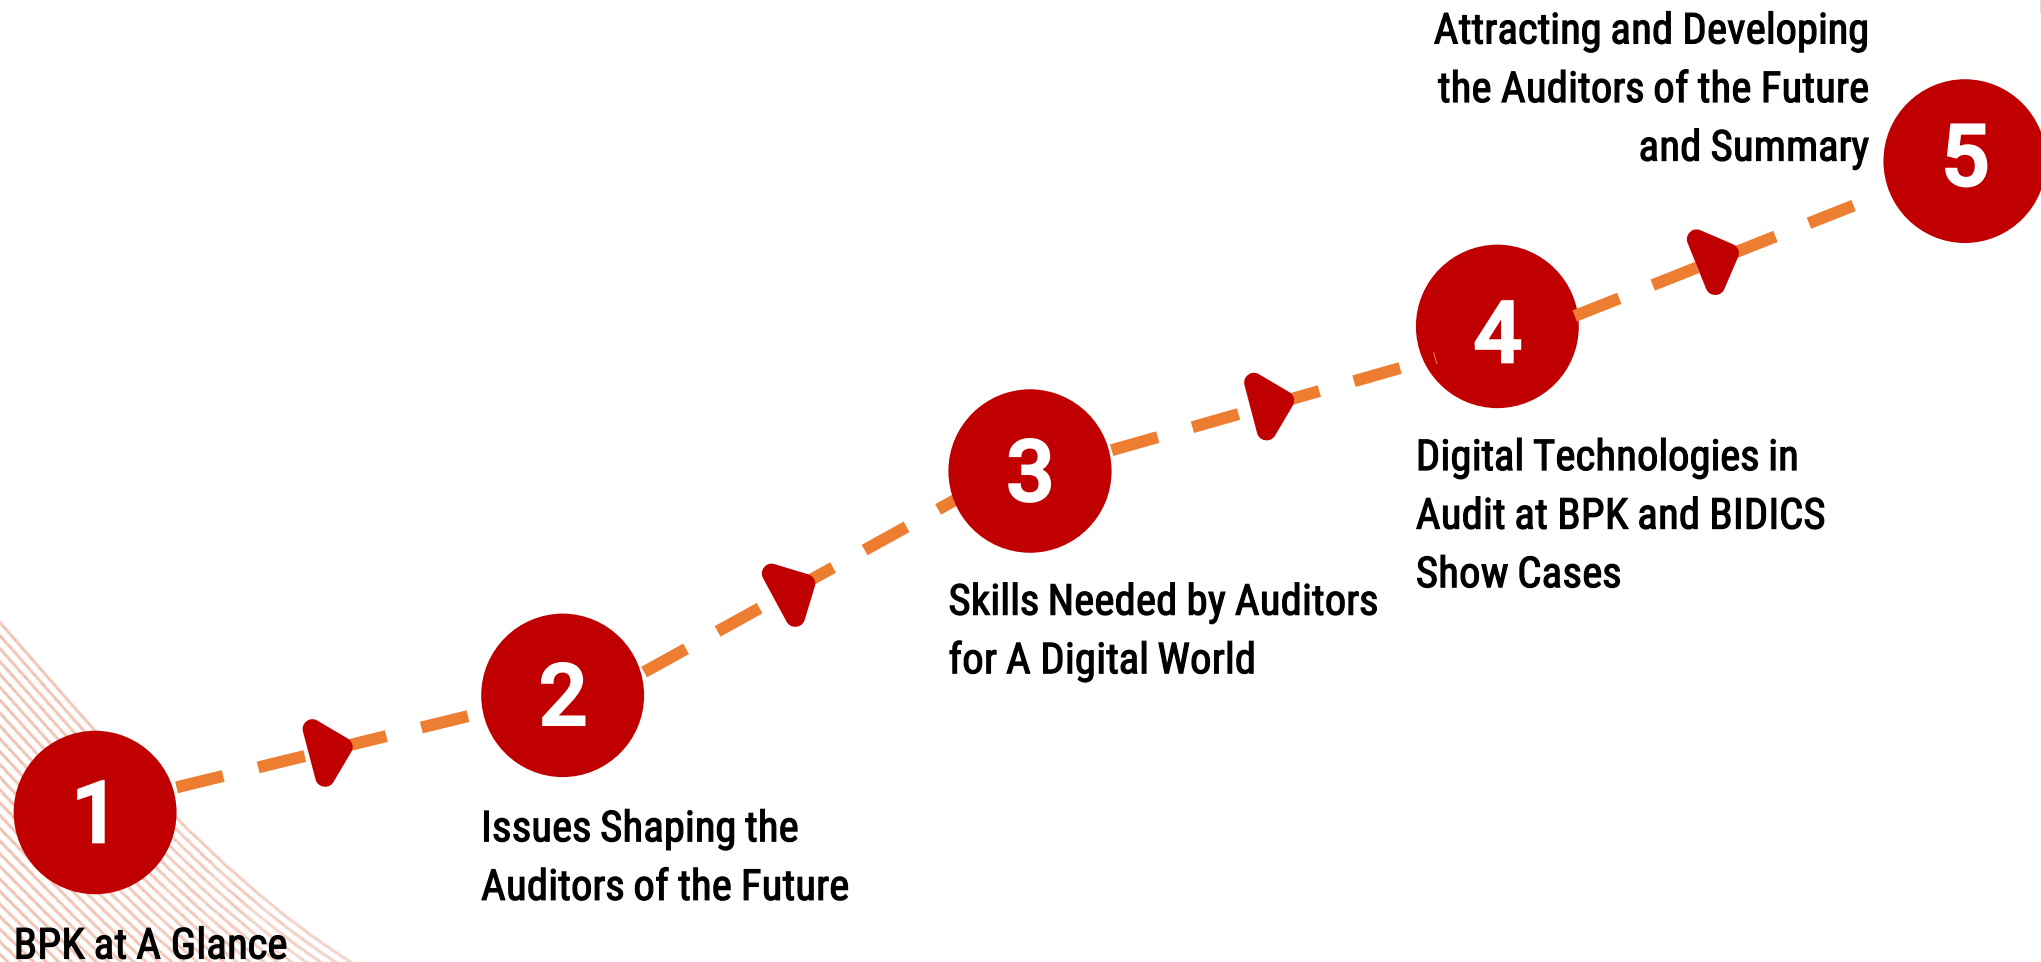 1
BPK at A Glance
2
Issues Shaping the
Auditors of the Future
3
Skills Needed by Auditors
for A Digital World
4
Digital Technologies in
Audit at BPK and BIDICS
Show Cases
5
Attracting and Developing
the Auditors of the Future
and Summary